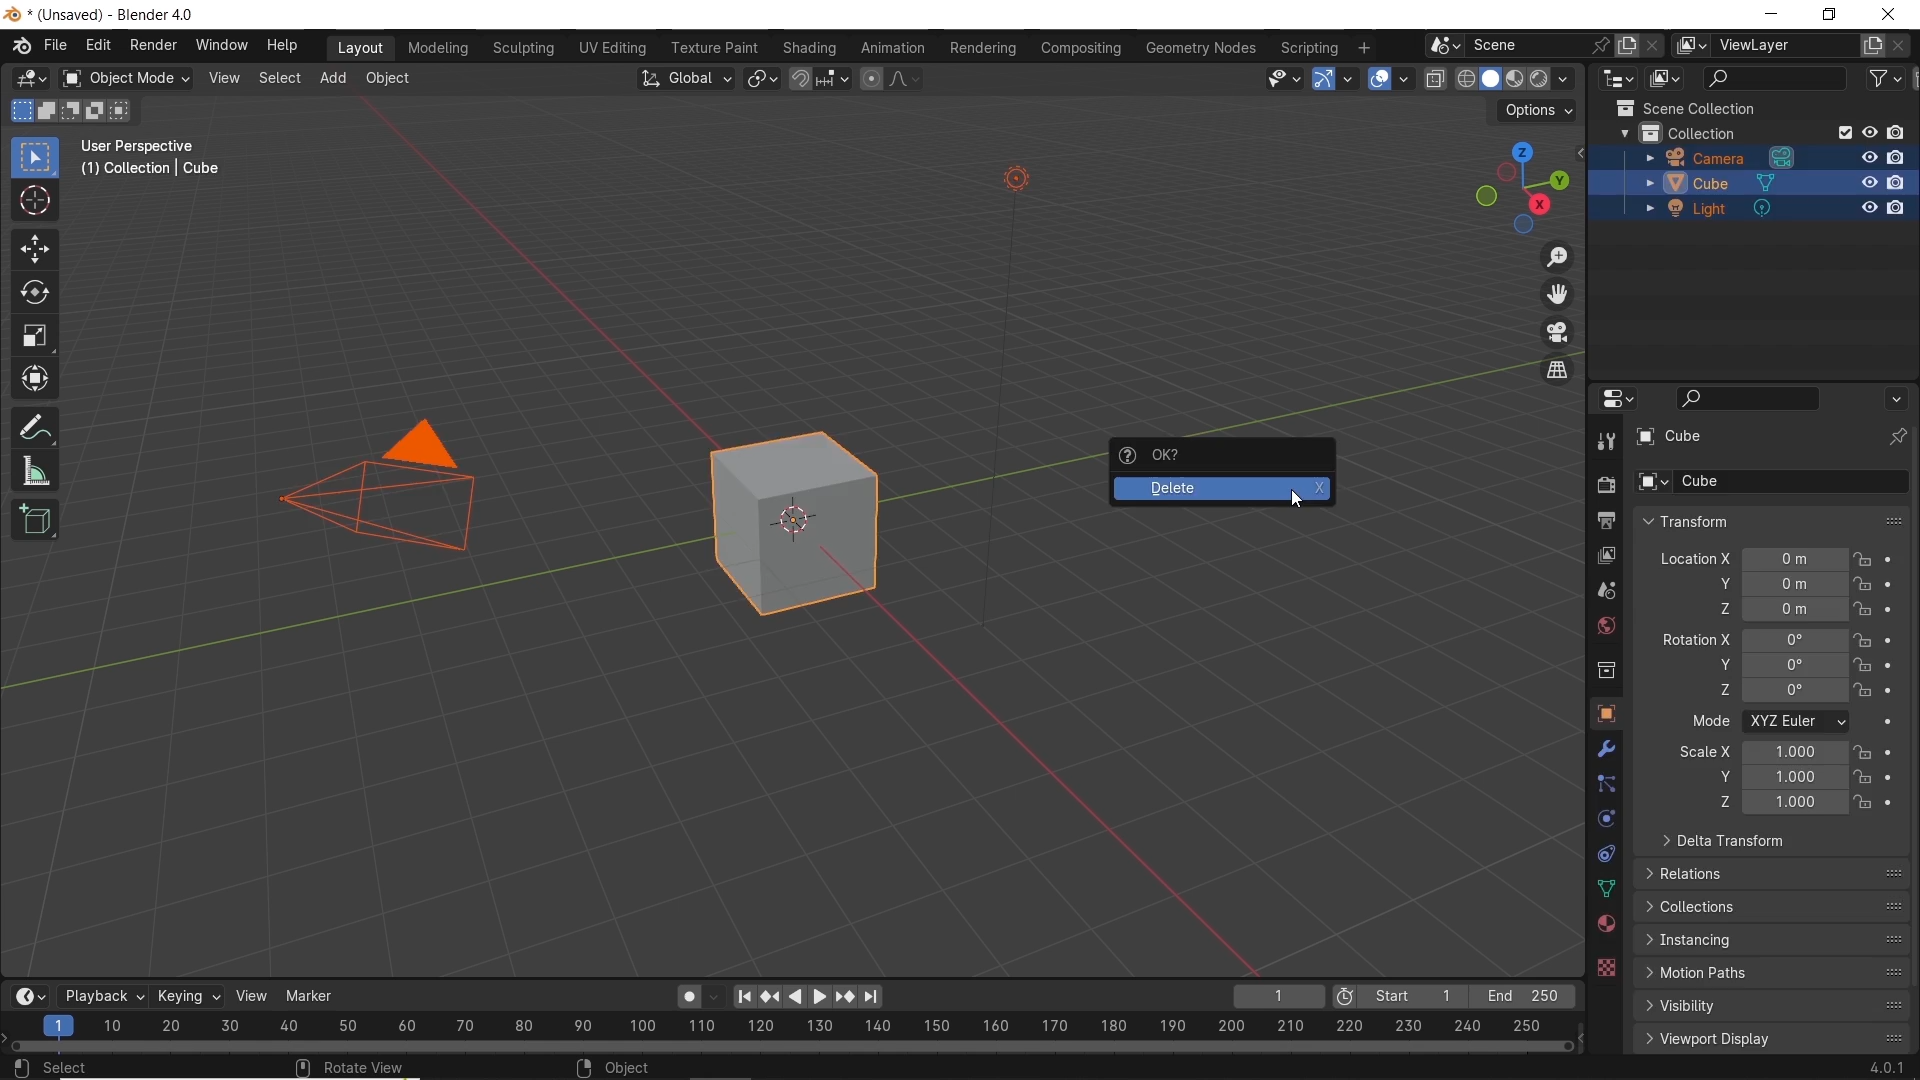 * (Unsaved) - Blender 4.0
File Edit Render Window Help Layout Modeling Sculpting UV Editing Texture Paint Shading Animation Rendering Compositing Geometry Nodes Scripting + Scene ViewLayer
Object Mode View Select Add Object Global
Options
User Perspective
(1) Collection | Cube
Z
Y
X
OK?
Delete X
Scene Collection
Collection
Camera
Cube
Light
Cube
Cube
Transform
Location X 0 m
Y 0 m
Z 0 m
Rotation X 0°
Y 0°
Z 0°
Mode XYZ Euler
Scale X 1.000
Y 1.000
Z 1.000
Delta Transform
Relations
Collections
Instancing
Motion Paths
Visibility
Viewport Display
Playback Keying View Marker 1 Start 1 End 250
1 10 20 30 40 50 60 70 80 90 100 110 120 130 140 150 160 170 180 190 200 210 220 230 240 250
Select Rotate View Object 4.0.1